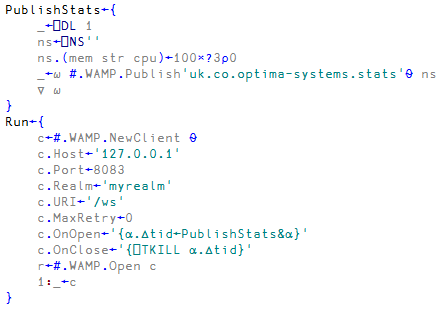 PublishStats←{
_←⎕DL 1
ns←⎕NS''
ns.(mem str cpu)←100×?3⍴0
_←⍵ #.WAMP.Publish'uk.co.optima-systems.stats'⍬ ns
∇ ⍵
}
Run←{
c←#.WAMP.NewClient ⍬
c.Host←'127.0.0.1'
c.Port←8083
c.Realm←'myrealm'
c.URI←'/ws'
c.MaxRetry←0
c.OnOpen←'{⍺.∆tid←PublishStats&⍺}'
c.OnClose←'{⎕TKILL ⍺.∆tid}'
r←#.WAMP.Open c
1:_←c
}